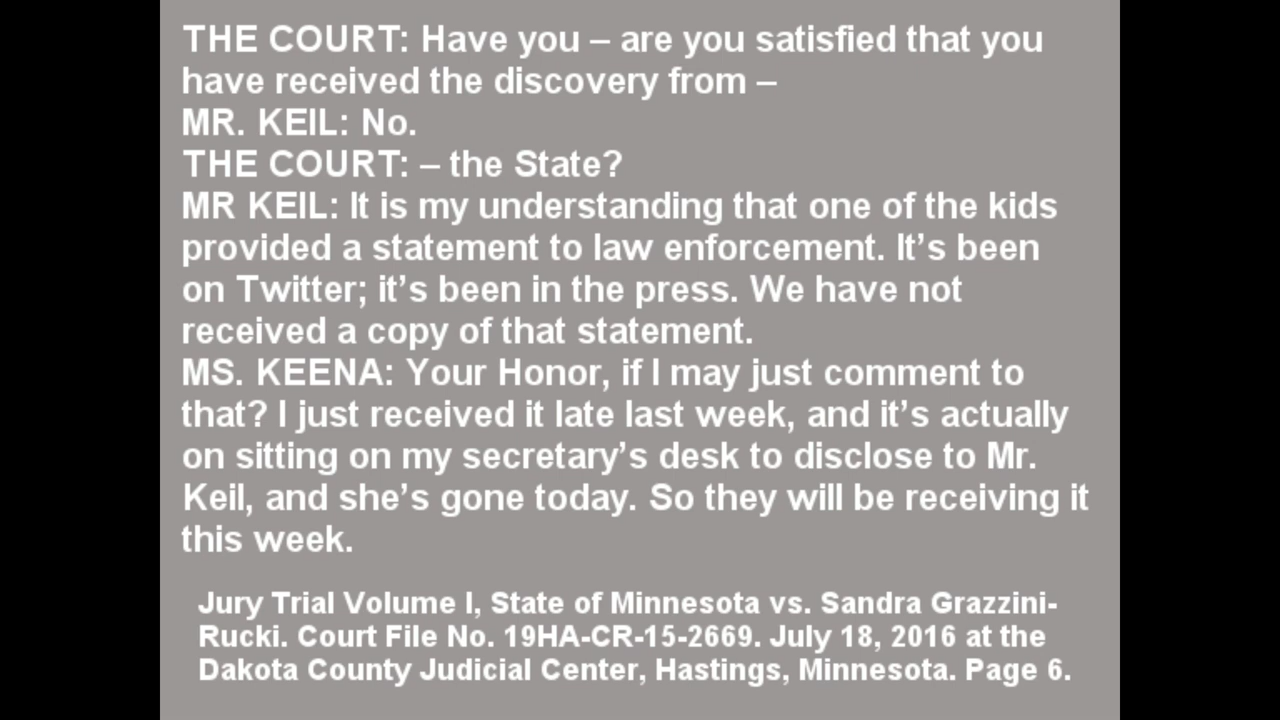 THE COURT: Have you – are you satisfied that you
have received the discovery from –
MR. KEIL: No.
THE COURT: – the State?
MR KEIL: It is my understanding that one of the kids
provided a statement to law enforcement. It’s been
on Twitter; it’s been in the press. We have not
received a copy of that statement.
MS. KEENA: Your Honor, if I may just comment to
that? I just received it late last week, and it’s actually
on sitting on my secretary’s desk to disclose to Mr.
Keil, and she’s gone today. So they will be receiving it
this week.
Jury Trial Volume I, State of Minnesota vs. Sandra Grazzini-
Rucki. Court File No. 19HA-CR-15-2669. July 18, 2016 at the
Dakota County Judicial Center, Hastings, Minnesota. Page 6.